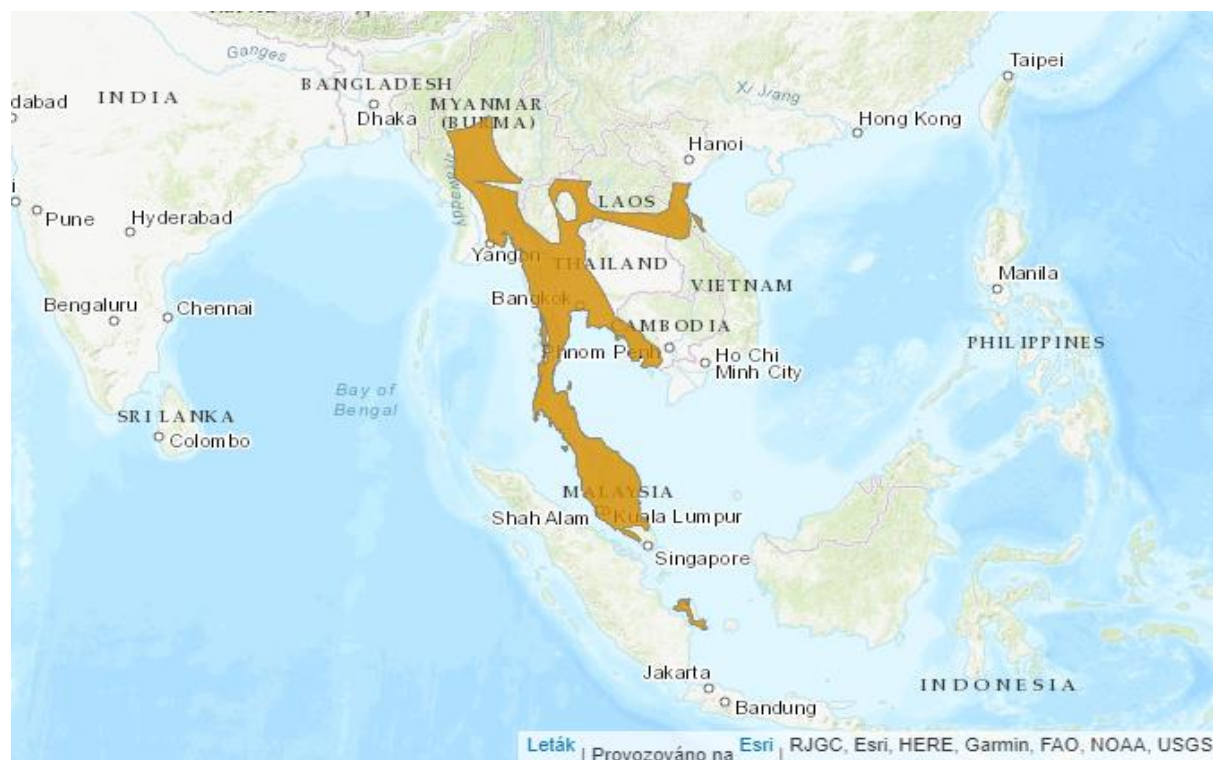 Ganges
Taipei
BANGLADESH
dabad
INDIA
Xi Jiang
MYANMAR
(BURMA)
Dhaka
Hong Kong
Hanoi
Pune
Hyderabad
LAOS
Irrawaddy
Yangon
THAILAND
Manila
VIETNAM
Bengaluru
Chennai
Bangkok
CAMBODIA
PHILIPPINES
Phnom Penh
Ho Chi
Minh City
Bay of
Bengal
SRI LANKA
Colombo
MALAYSIA
Shah Alam
Kuala Lumpur
Singapore
Jakarta
INDONESIA
Bandung
Leták | Provozováno na Esri | RJGC, Esri, HERE, Garmin, FAO, NOAA, USGS